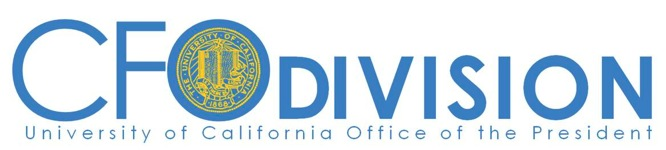 CFO DIVISION
THE · UNIVERSITY · OF · CALIFORNIA · 1868
University of California Office of the President